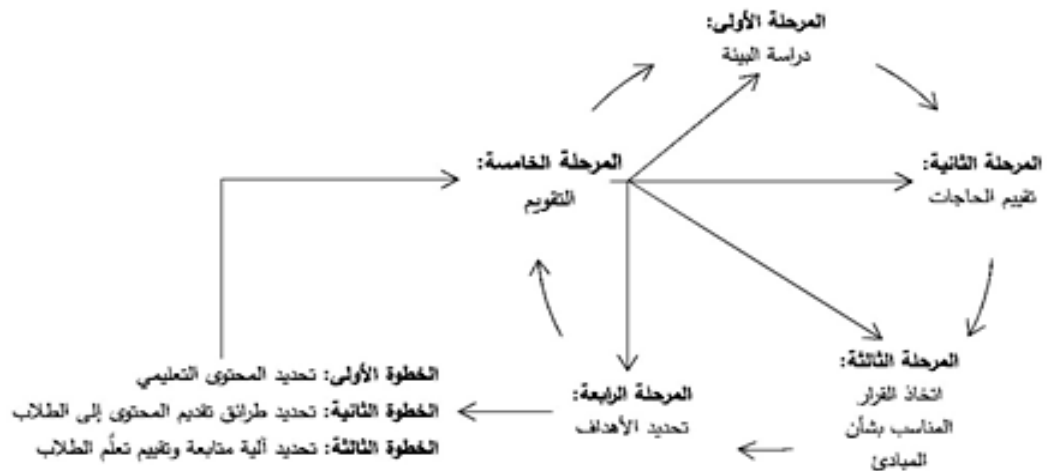 المرحلة الأولى:
دراسة البيئة
المرحلة الثانية:
تقييم الحاجات
المرحلة الثالثة:
اتخاذ القرار
المناسب بشأن
المبادئ
المرحلة الرابعة:
تحديد الأهداف
الخطوة الأولى: تحديد المحتوى التعليمي
الخطوة الثانية: تحديد طرائق تقديم المحتوى إلى الطلاب
الخطوة الثالثة: تحديد آلية متابعة وتقييم تعلّم الطلاب
المرحلة الخامسة:
التقويم